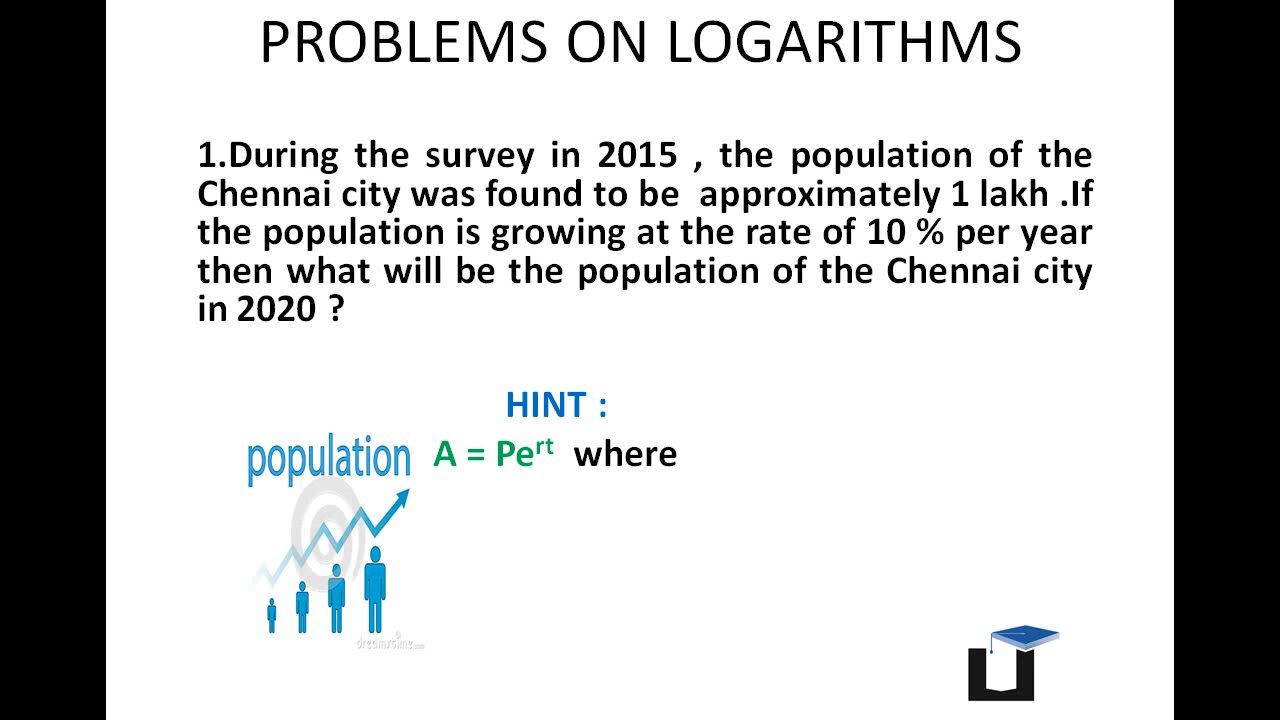 PROBLEMS ON LOGARITHMS
1.During the survey in 2015 , the population of the
Chennai city was found to be approximately 1 lakh .If
the population is growing at the rate of 10 % per year
then what will be the population of the Chennai city
in 2020 ?
HINT :
population A = Pe^rt where
dreamstime.com